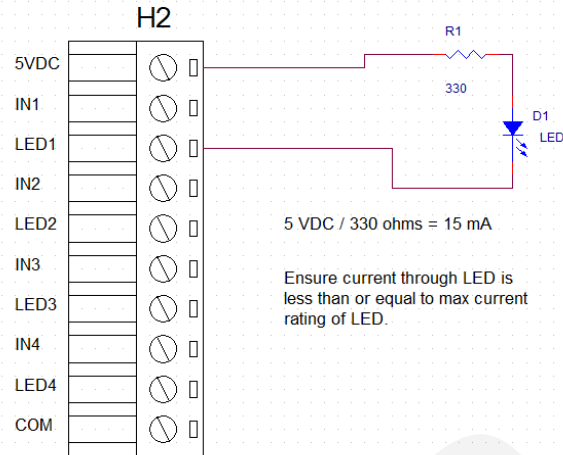 H2
5VDC
IN1
LED1
IN2
LED2
IN3
LED3
IN4
LED4
COM
R1
330
D1
LED
5 VDC / 330 ohms = 15 mA
Ensure current through LED is
less than or equal to max current
rating of LED.